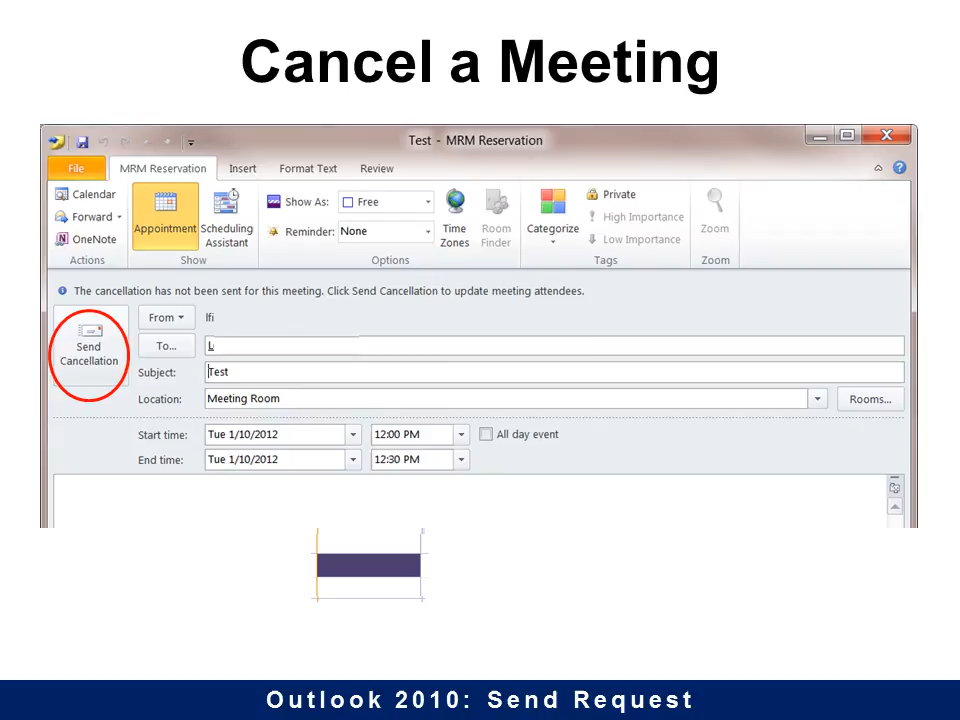 Cancel a Meeting
Test - MRM Reservation
File MRM Reservation Insert Format Text Review
Calendar
Forward
OneNote
Actions
Appointment
Scheduling
Assistant
Show
Show As: Free
Reminder: None
Time
Zones
Room
Finder
Options
Categorize
Private
High Importance
Low Importance
Tags
Zoom
Zoom
The cancellation has not been sent for this meeting. Click Send Cancellation to update meeting attendees.
Send
Cancellation
From
To...
Subject: Test
Location: Meeting Room Rooms...
Start time: Tue 1/10/2012 12:00 PM All day event
End time: Tue 1/10/2012 12:30 PM
Outlook 2010: Send Request